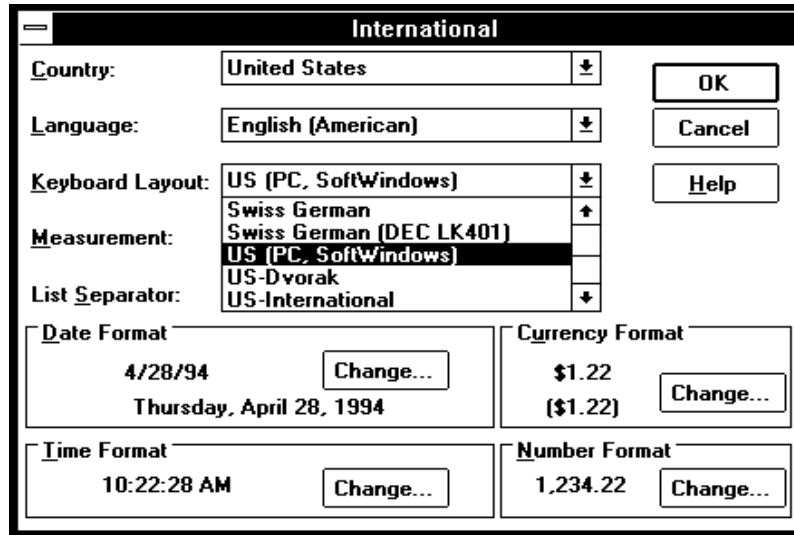 International
Country: United States
OK
Language: English (American)
Cancel
Keyboard Layout: US (PC, SoftWindows)
Help
Swiss German
Swiss German (DEC LK401)
Measurement:
US (PC, SoftWindows)
US-Dvorak
List Separator:
US-International
Date Format
4/28/94
Change...
Thursday, April 28, 1994
Currency Format
$1.22
($1.22)
Change...
Time Format
10:22:28 AM
Change...
Number Format
1,234.22
Change...